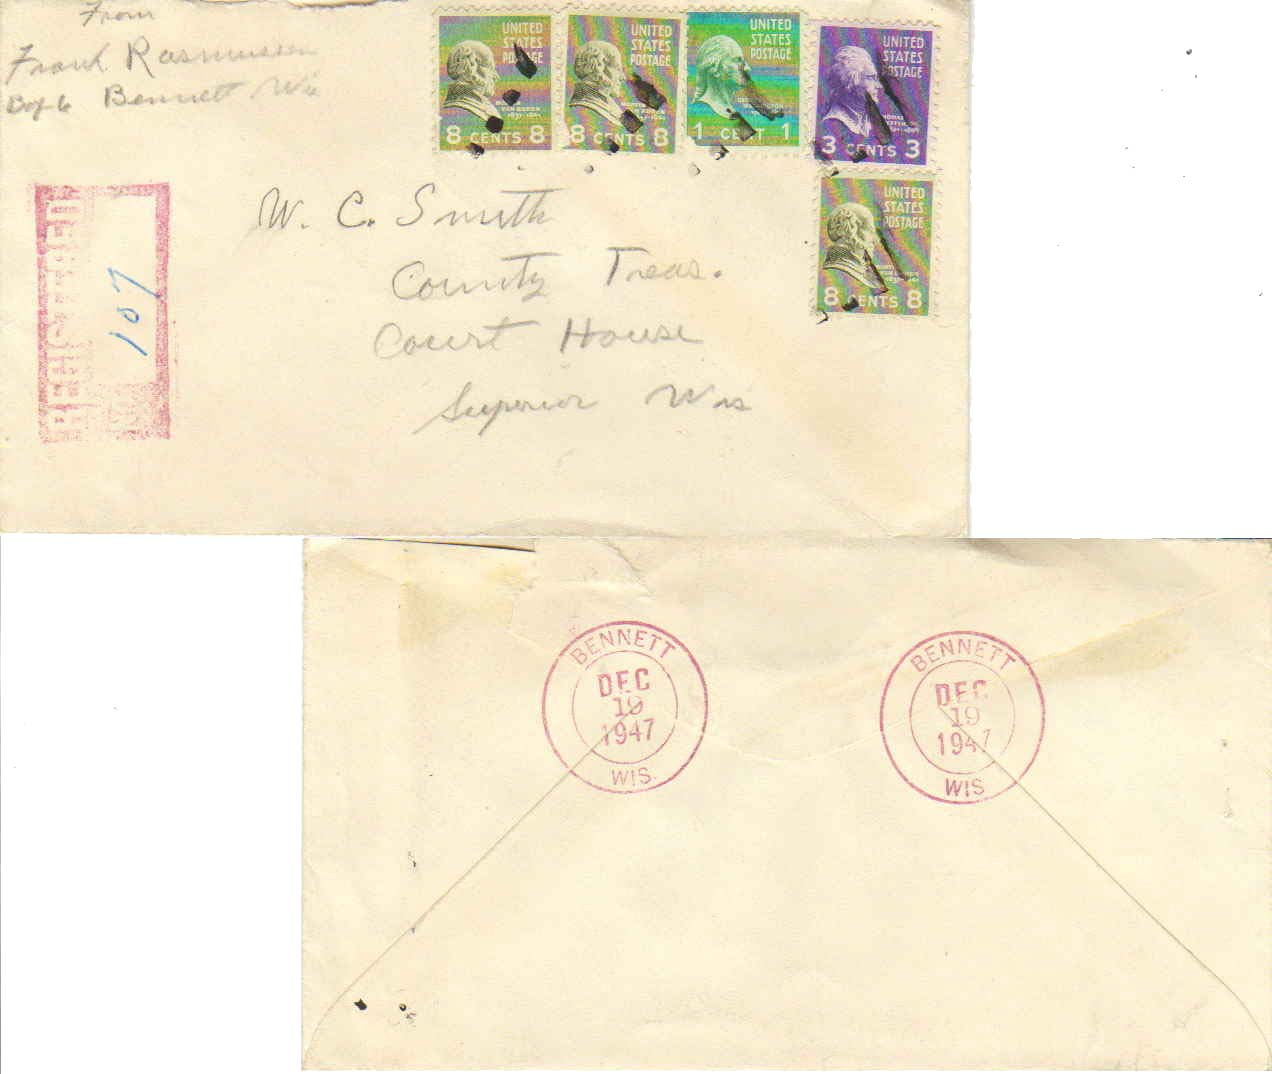 From
Frank Rasmussen
Box 6 Bennett Wis
UNITED
STATES
POSTAGE
8 CENTS 8
UNITED
STATES
POSTAGE
8 CENTS 8
UNITED
STATES
POSTAGE
1 CENT 1
UNITED
STATES
POSTAGE
3 CENTS 3
UNITED
STATES
POSTAGE
8 CENTS 8
REGISTERED
107
W. C. Smith
County Treas.
Court House
Superior Wis
BENNETT
DEC
19
1947
WIS.
BENNETT
DEC
19
1947
WIS